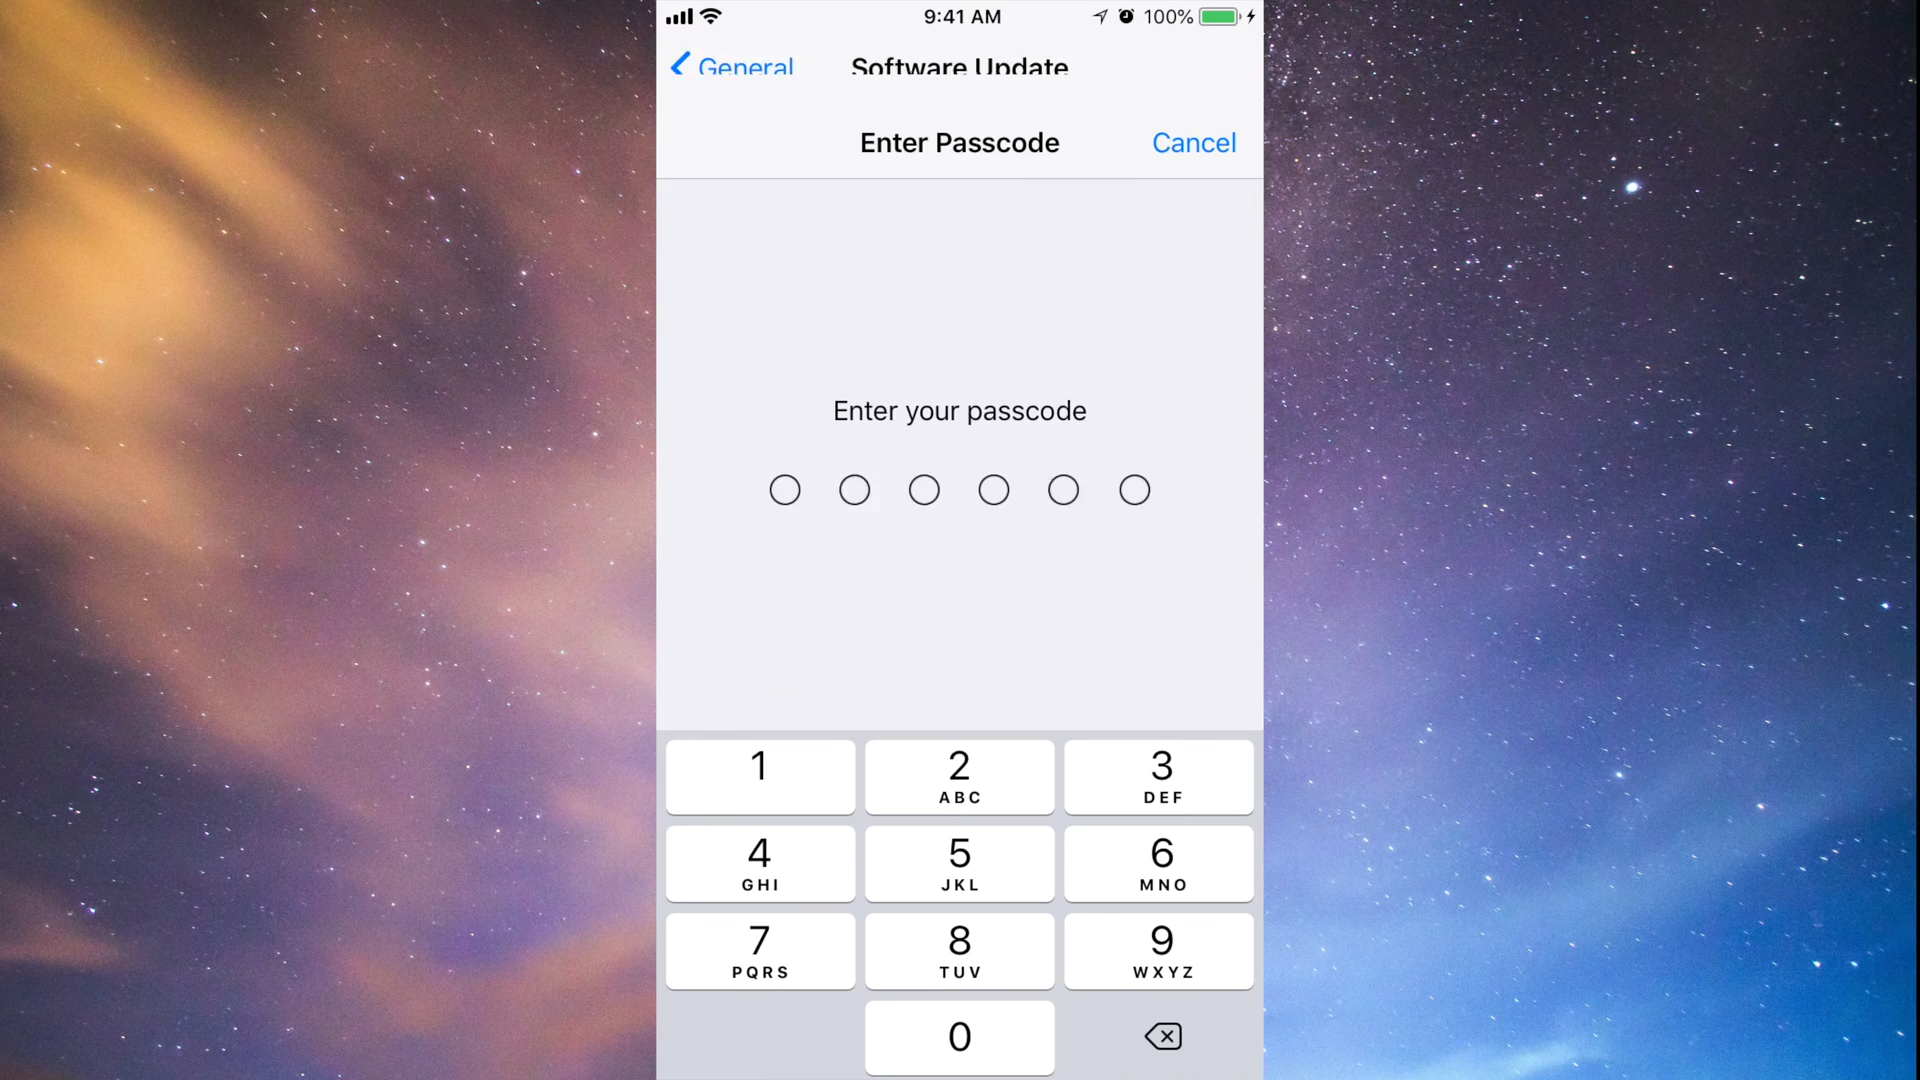 9:41 AM
100%
General
Software Update
Enter Passcode
Cancel
Enter your passcode
1
2
3
ABC
DEF
4
5
6
GHI
JKL
MNO
7
8
9
PQRS
TUV
WXYZ
0